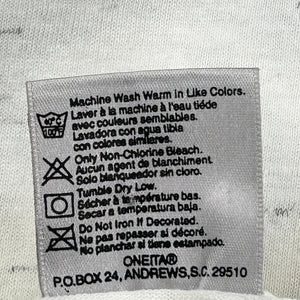 Machine Wash Warm in Like Colors.
Laver à la machine à l'eau tiéde
avec couleurs semblables.
Lavadora con agua tibia
con colores similares.
40°C
Only Non-Chlorine Bleach.
Aucun agent de blanchiment.
Solo blanqueador sin cloro.
Tumble Dry Low.
Sécher à la température bas.
Secar a temperatura baja.
Do Not Iron If Decorated.
Ne pas repasser si décoré.
No planchar si tiene estampado.
ONEITA®
P.O.BOX 24, ANDREWS,S.C. 29510